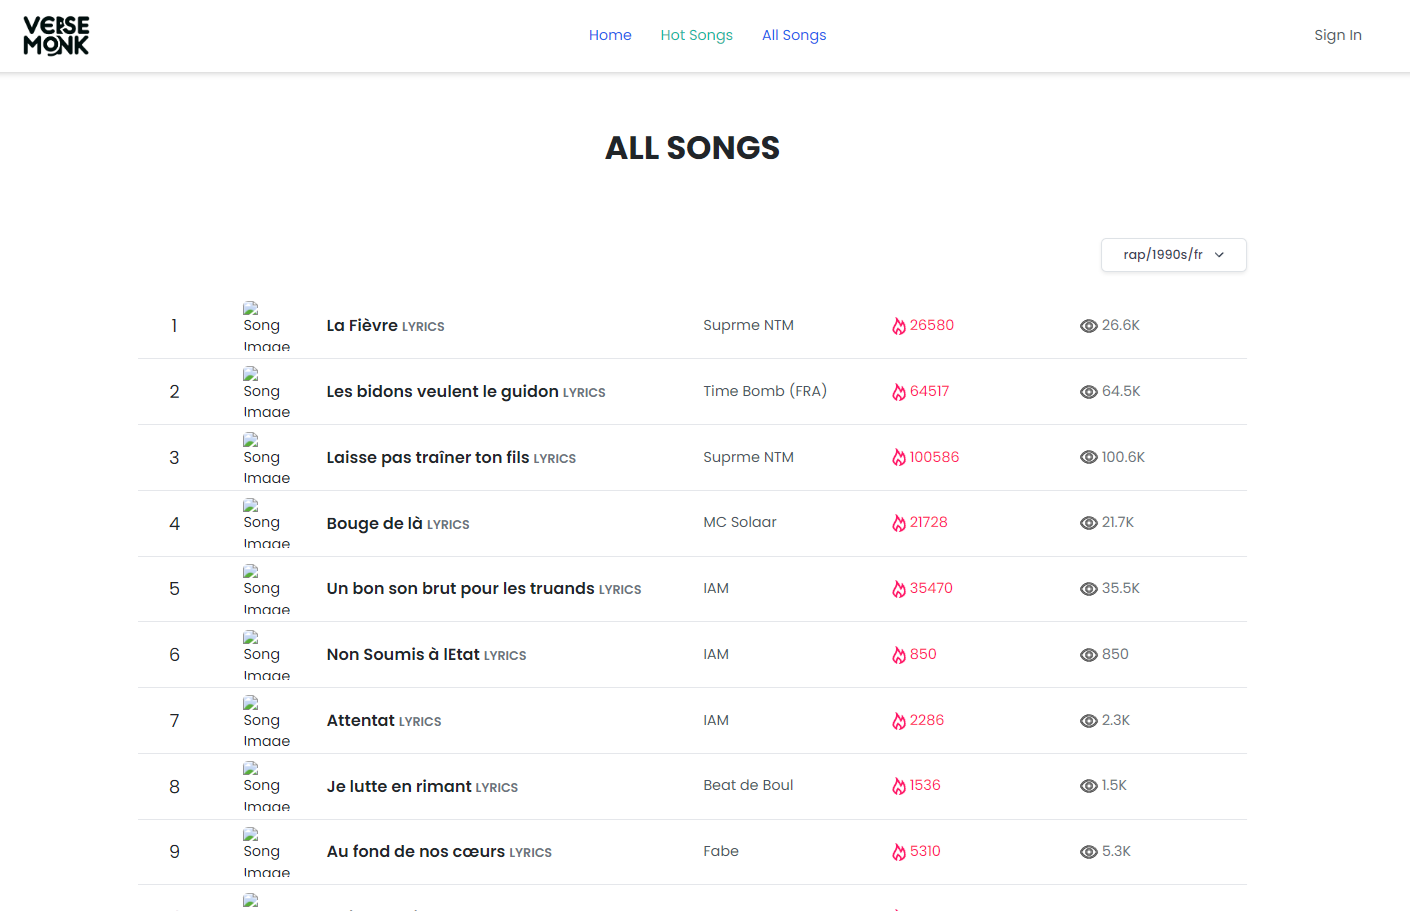 VERSE
MONK
Home Hot Songs All Songs Sign In
ALL SONGS
rap/1990s/fr
1 Song Image La Fièvre LYRICS Suprme NTM 26580 26.6K
2 Song Image Les bidons veulent le guidon LYRICS Time Bomb (FRA) 64517 64.5K
3 Song Image Laisse pas traîner ton fils LYRICS Suprme NTM 100586 100.6K
4 Song Image Bouge de là LYRICS MC Solaar 21728 21.7K
5 Song Image Un bon son brut pour les truands LYRICS IAM 35470 35.5K
6 Song Image Non Soumis à lEtat LYRICS IAM 850 850
7 Song Image Attentat LYRICS IAM 2286 2.3K
8 Song Image Je lutte en rimant LYRICS Beat de Boul 1536 1.5K
9 Song Image Au fond de nos cœurs LYRICS Fabe 5310 5.3K